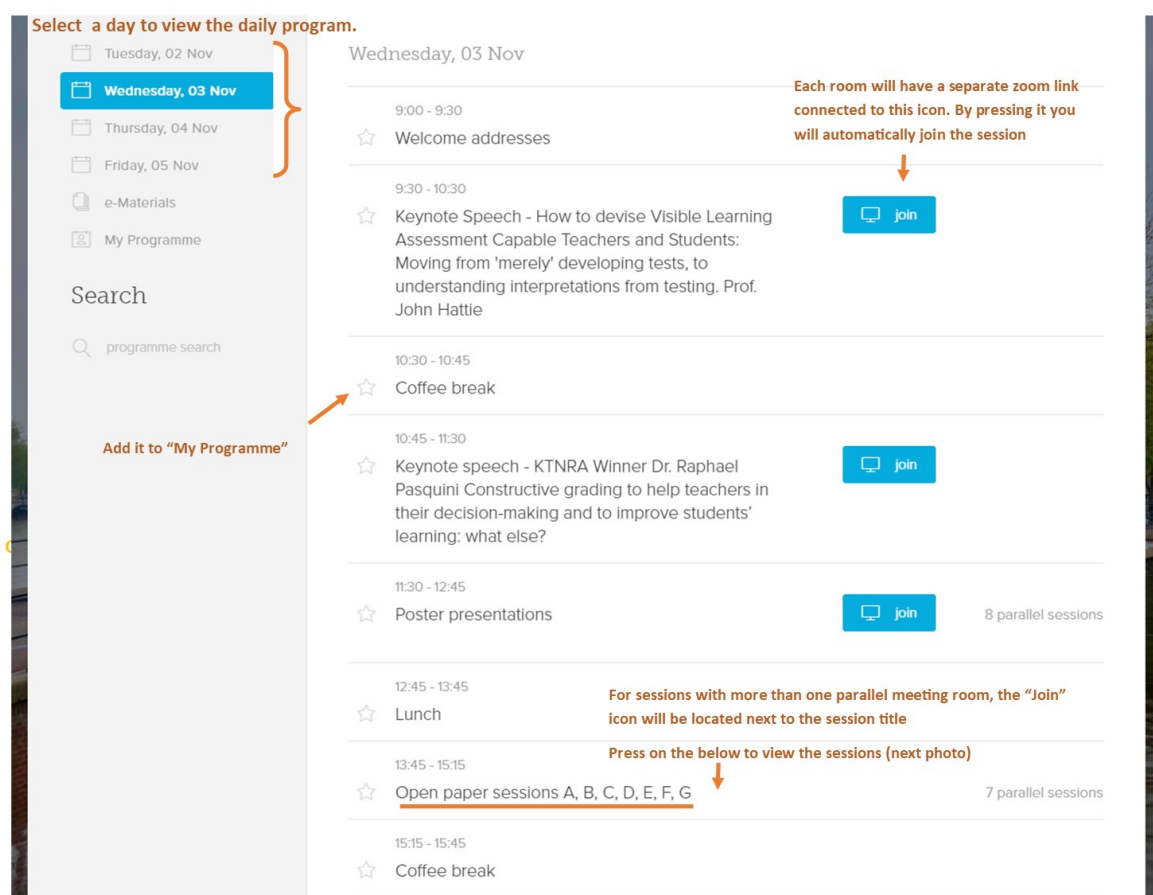 Select a day to view the daily program.
Tuesday, 02 Nov
Wednesday, 03 Nov
Thursday, 04 Nov
Friday, 05 Nov
e-Materials
My Programme
Search
programme search
Add it to “My Programme”
Wednesday, 03 Nov
Each room will have a separate zoom link
connected to this icon. By pressing it you
will automatically join the session
9:00 - 9:30
Welcome addresses
9:30 - 10:30
Keynote Speech - How to devise Visible Learning
Assessment Capable Teachers and Students:
Moving from 'merely' developing tests, to
understanding interpretations from testing. Prof.
John Hattie
join
10:30 - 10:45
Coffee break
10:45 - 11:30
Keynote speech - KTNRA Winner Dr. Raphael
Pasquini Constructive grading to help teachers in
their decision-making and to improve students’
learning: what else?
join
11:30 - 12:45
Poster presentations
join
8 parallel sessions
12:45 - 13:45
Lunch
For sessions with more than one parallel meeting room, the “Join”
icon will be located next to the session title
Press on the below to view the sessions (next photo)
13:45 - 15:15
Open paper sessions A, B, C, D, E, F, G
7 parallel sessions
15:15 - 15:45
Coffee break